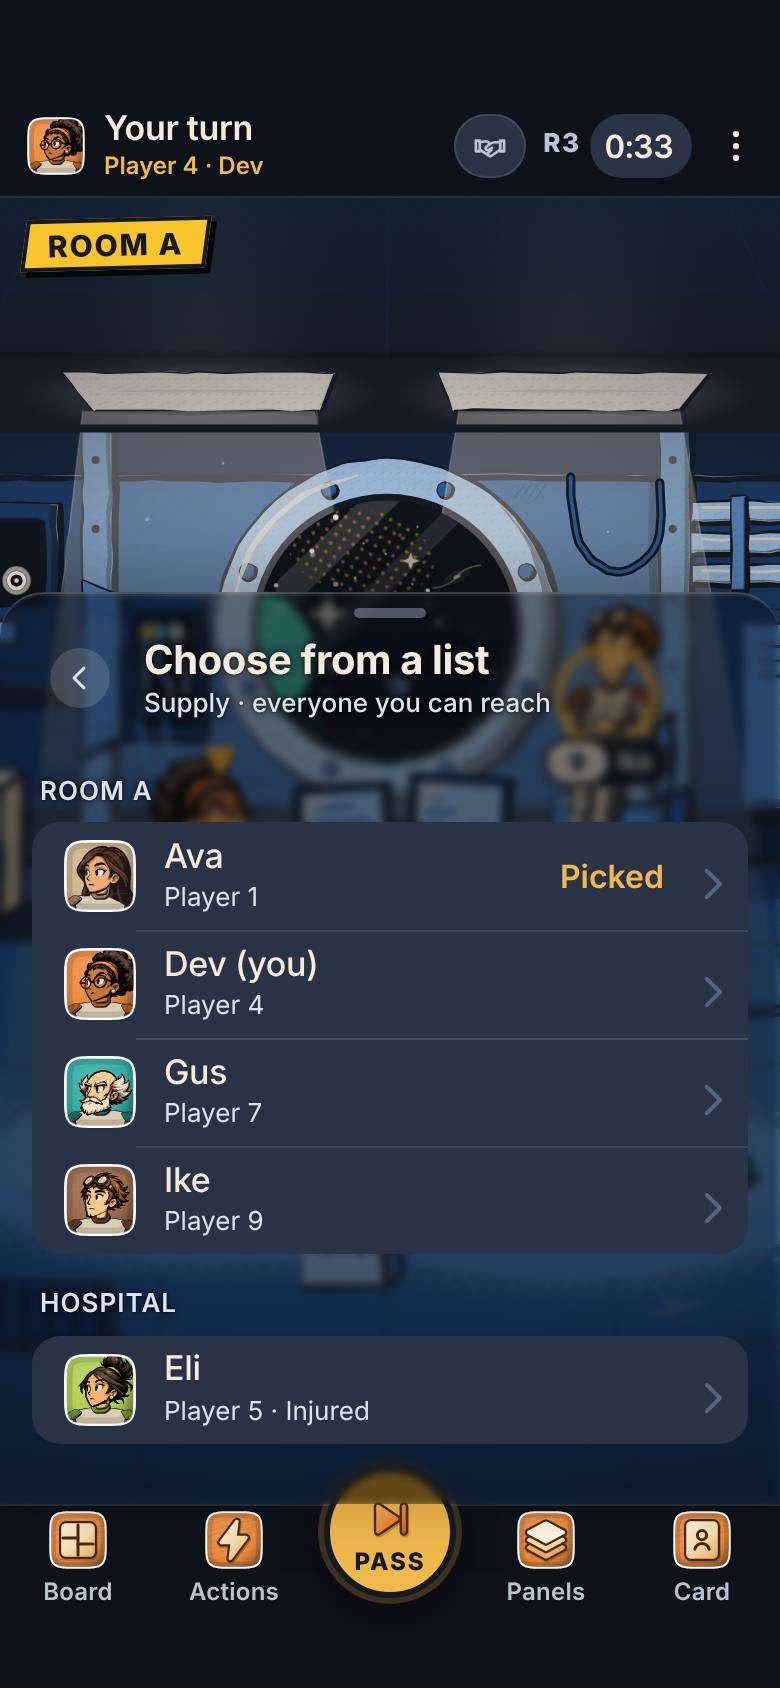 Your turn
Player 4 · Dev
R3
0:33
ROOM A
Choose from a list
Supply · everyone you can reach
ROOM A
Ava
Player 1
Picked
Dev (you)
Player 4
Gus
Player 7
Ike
Player 9
HOSPITAL
Eli
Player 5 · Injured
PASS
Board
Actions
Panels
Card